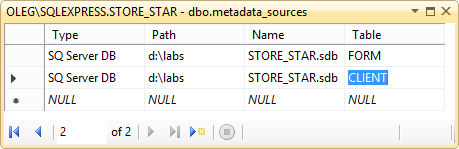 OLEG\SQLEXPRESS.STORE_STAR - dbo.metadata_sources
Type Path Name Table
SQ Server DB d:\labs STORE_STAR.sdb FORM
SQ Server DB d:\labs STORE_STAR.sdb CLIENT
NULL NULL NULL NULL
2 of 2